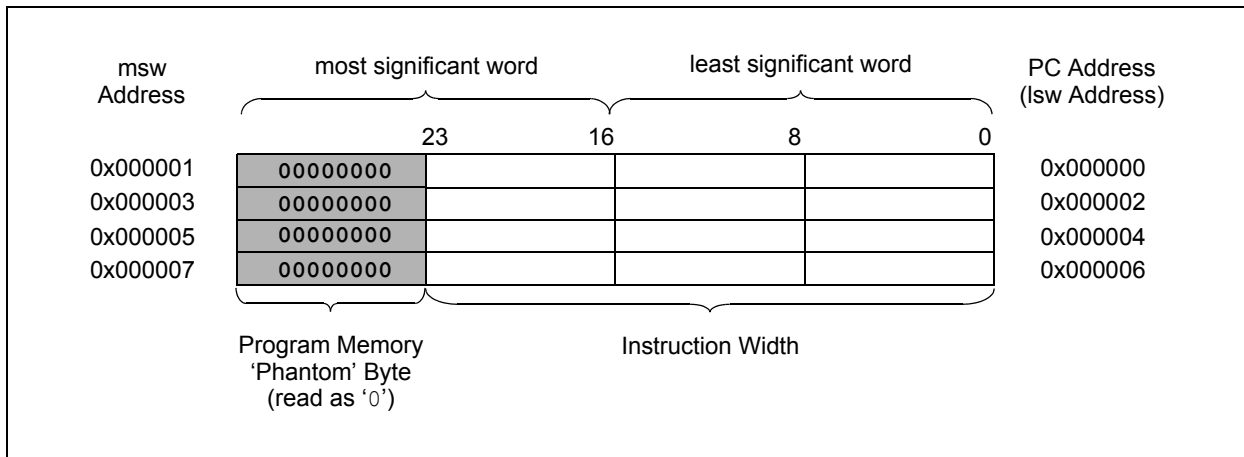 msw
Address
most significant word
least significant word
PC Address
(lsw Address)
23
16
8
0
0x000001
00000000
0x000000
0x000003
00000000
0x000002
0x000005
00000000
0x000004
0x000007
00000000
0x000006
Program Memory
‘Phantom’ Byte
(read as ‘0’)
Instruction Width